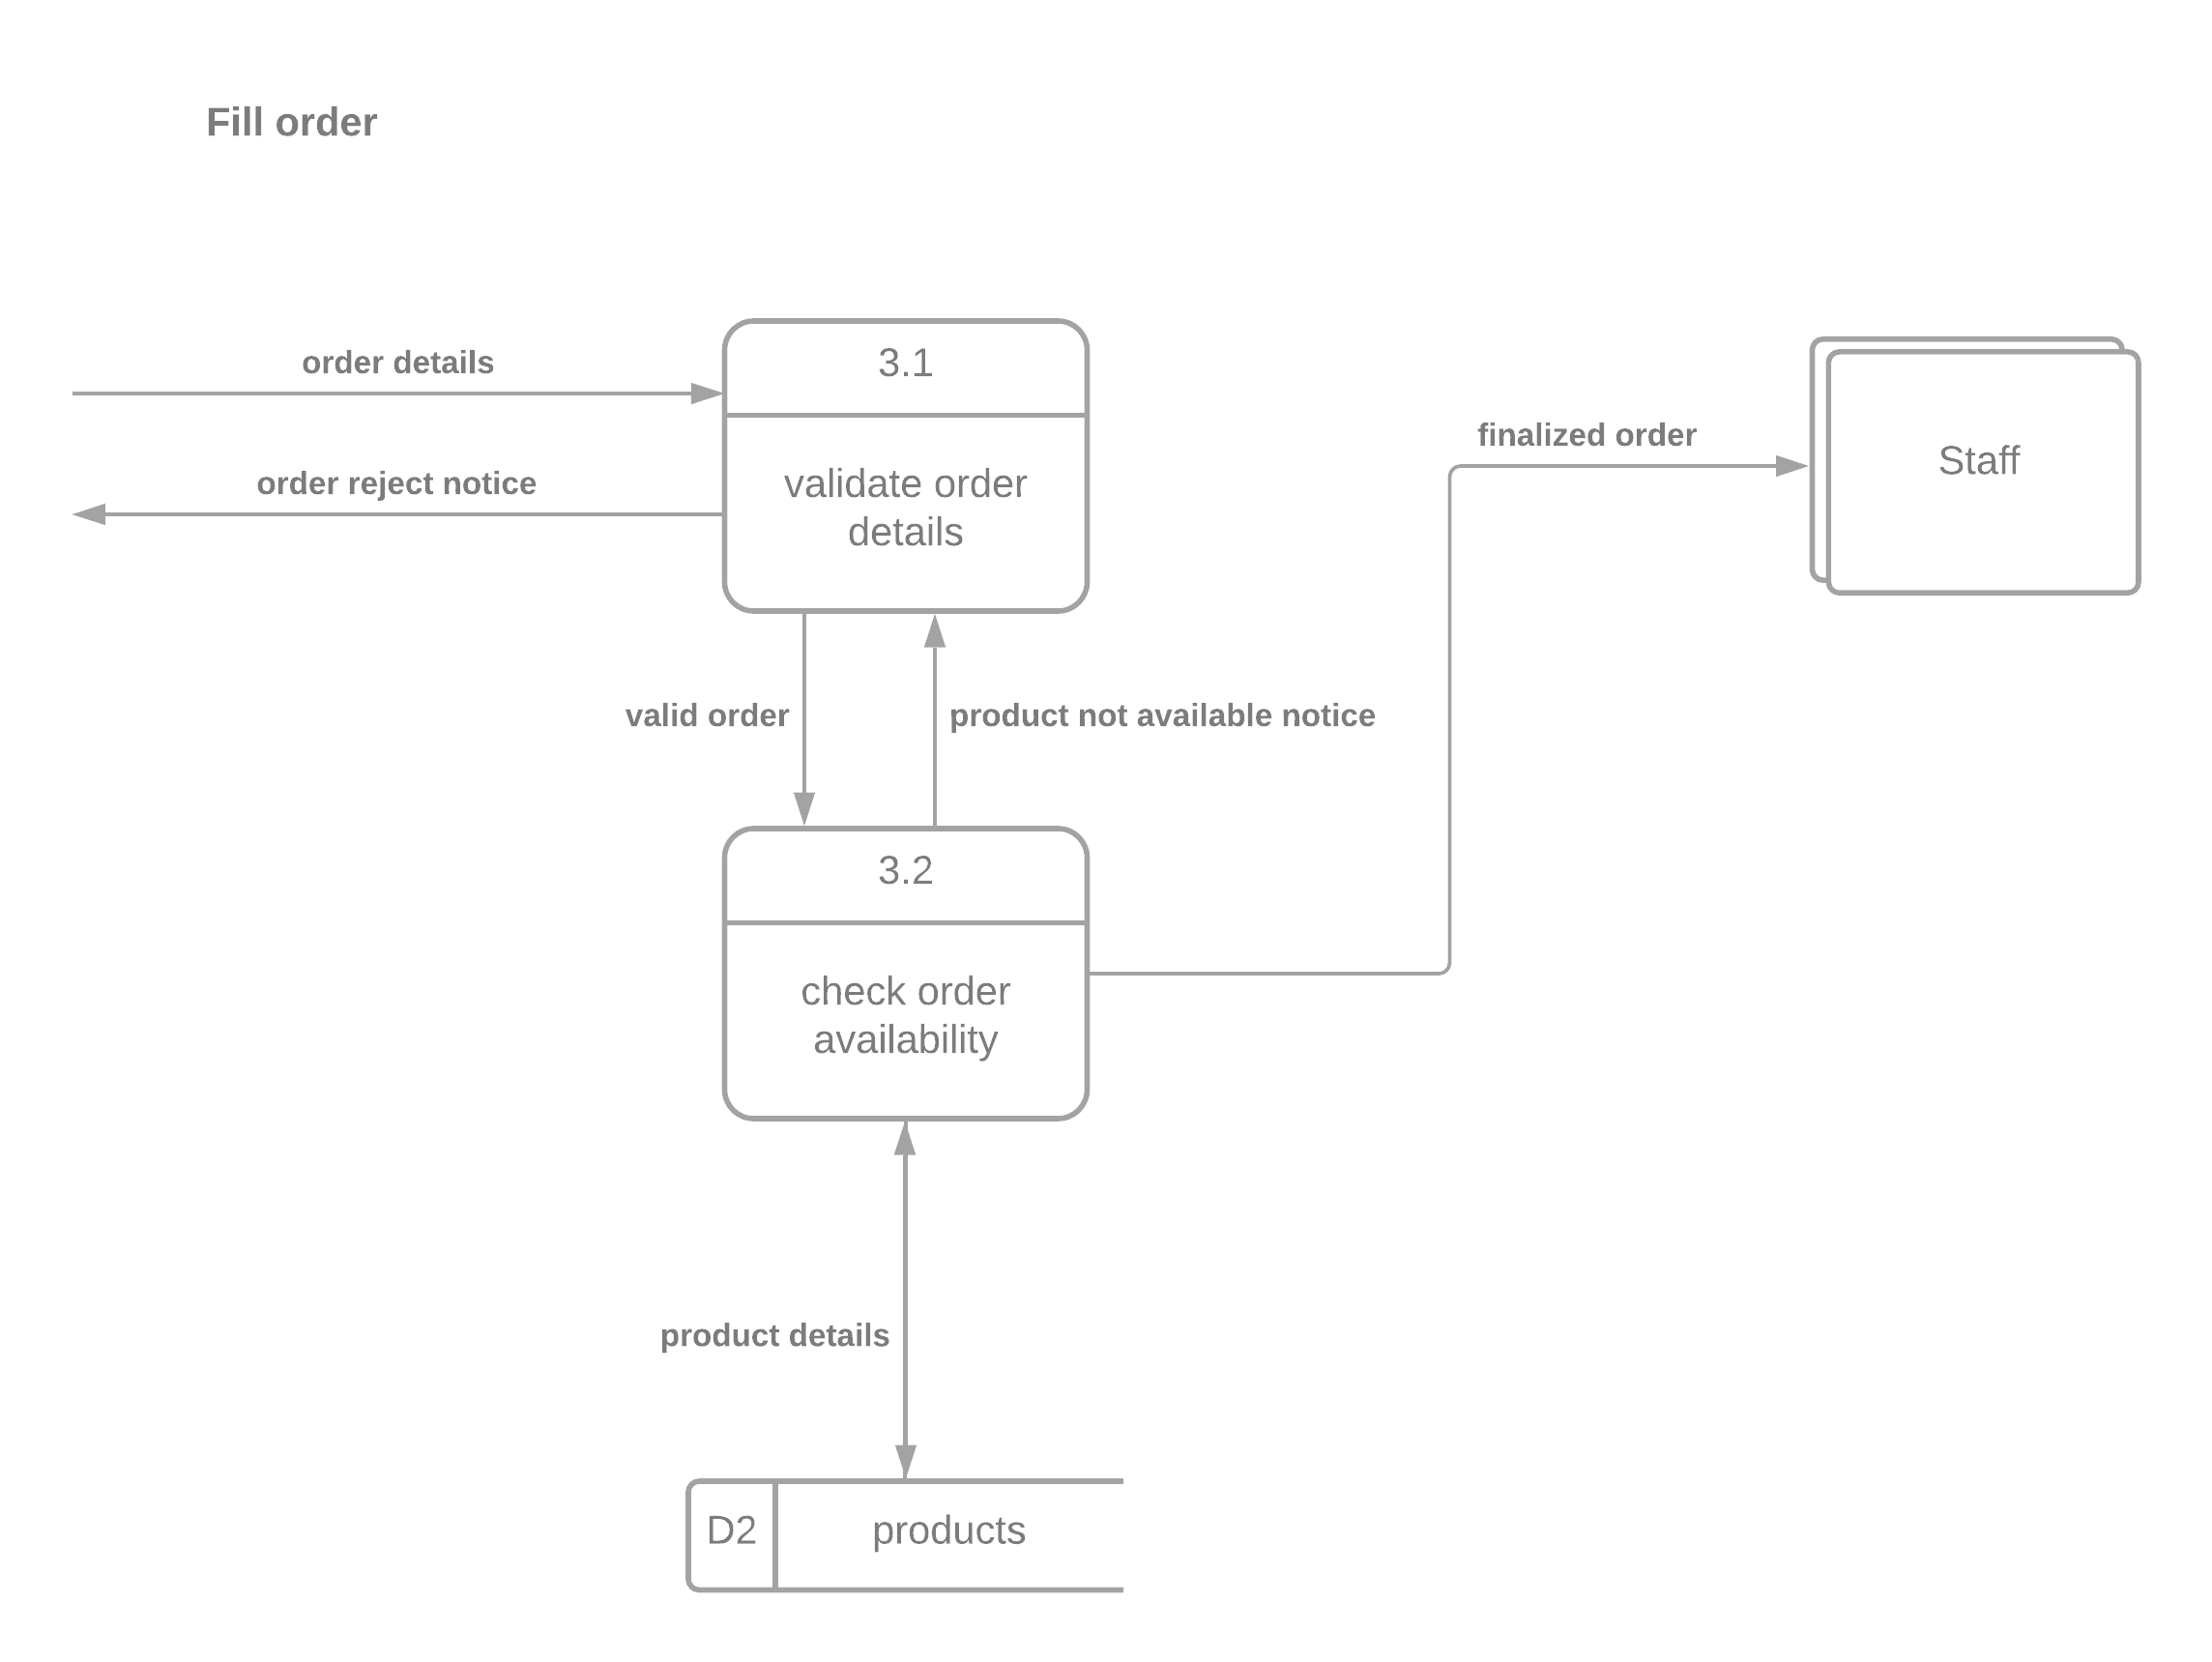 Fill order
order details
order reject notice
3.1
validate order
details
finalized order
Staff
valid order
product not available notice
3.2
check order
availability
product details
D2
products